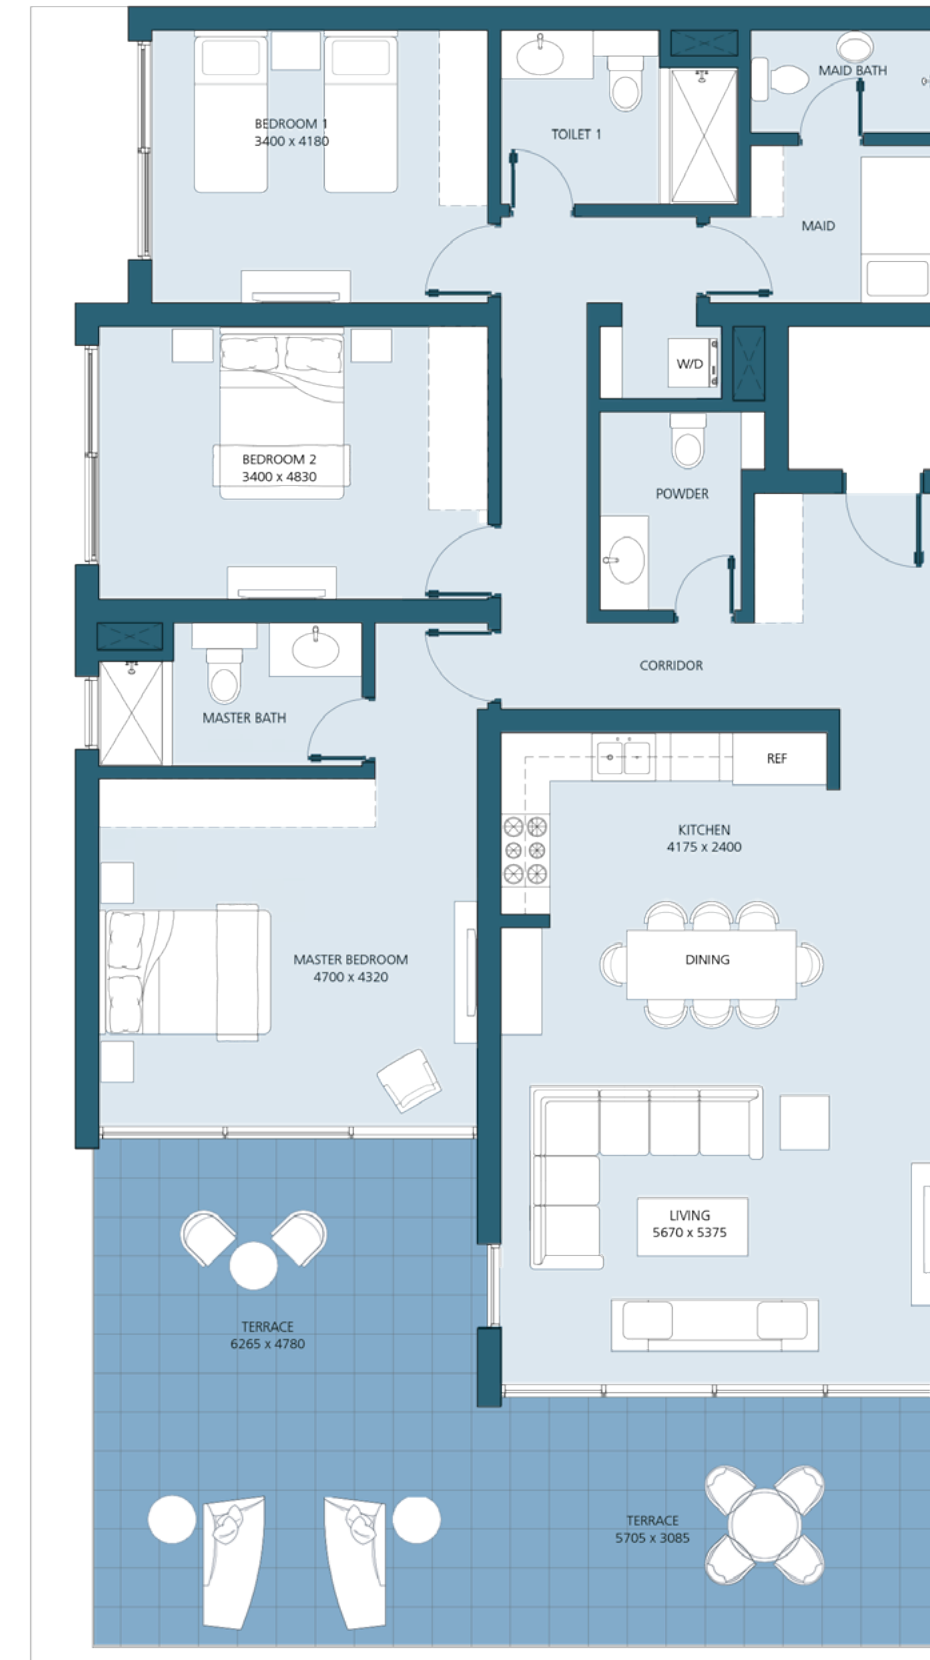 MAID BATH
BEDROOM 1
3400 x 4180
TOILET 1
MAID
W/D
BEDROOM 2
3400 x 4830
POWDER
CORRIDOR
MASTER BATH
REF
KITCHEN
4175 x 2400
MASTER BEDROOM
4700 x 4320
DINING
LIVING
5670 x 5375
TERRACE
6265 x 4780
TERRACE
5705 x 3085